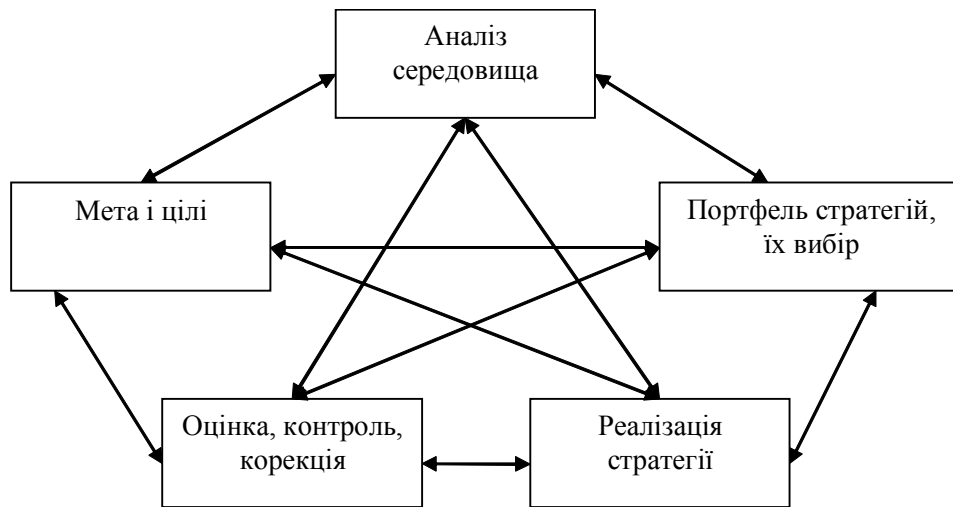 Аналіз
середовища
Мета і цілі
Портфель стратегій,
їх вибір
Оцінка, контроль,
корекція
Реалізація
стратегії